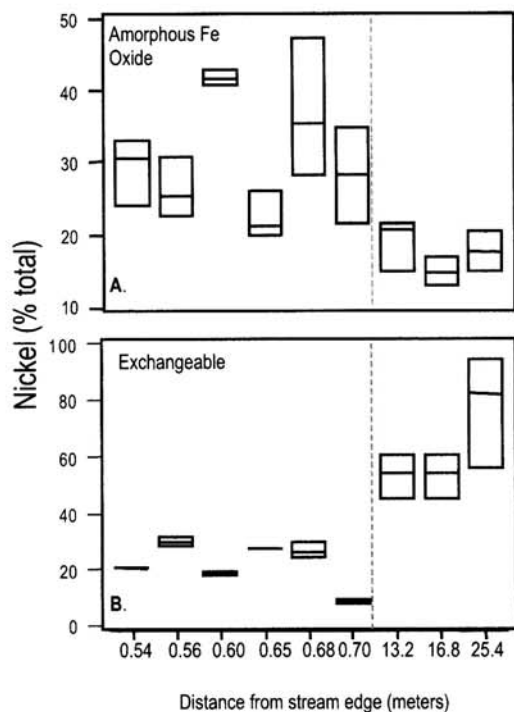 Nickel (% total)
50
40
30
20
10
Amorphous Fe
Oxide
A.
100
80
60
40
20
0
Exchangeable
B.
0.54 0.56 0.60 0.65 0.68 0.70 13.2 16.8 25.4
Distance from stream edge (meters)